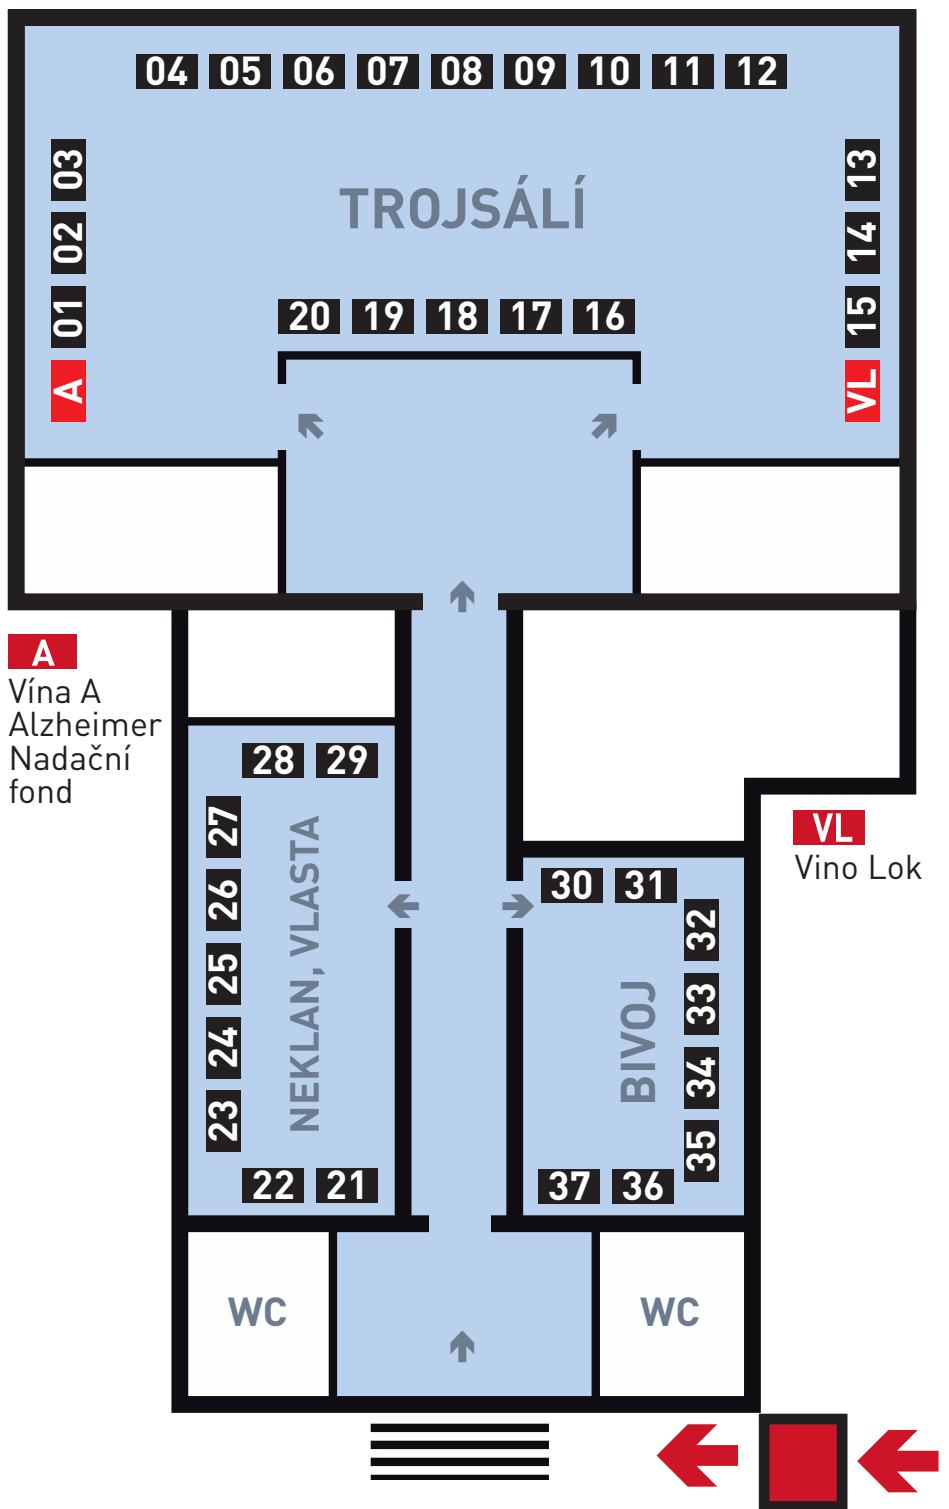 04 05 06 07 08 09 10 11 12
03
02
01
A
TROJSÁLÍ
13
14
15
VL
20 19 18 17 16
A
Vína A
Alzheimer
Nadační
fond
VL
Vino Lok
28 29
27
26
25
24
23
NEKLAN, VLASTA
22 21
30 31
32
33
34
35
BIVOJ
37 36
WC
WC